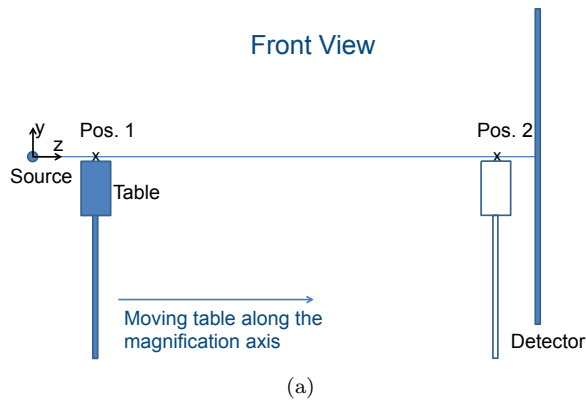 Front View
y
z
Pos. 1
x
Pos. 2
x
Source
Table
Moving table along the
magnification axis
Detector
(a)